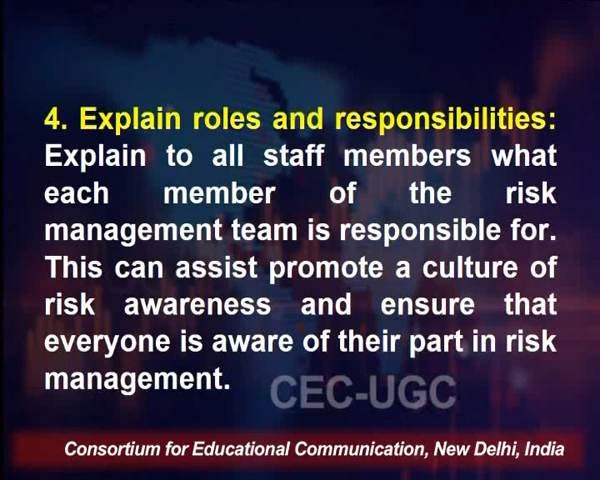 4. Explain roles and responsibilities:
Explain to all staff members what
each member of the risk
management team is responsible for.
This can assist promote a culture of
risk awareness and ensure that
everyone is aware of their part in risk
management.
CEC-UGC
Consortium for Educational Communication, New Delhi, India